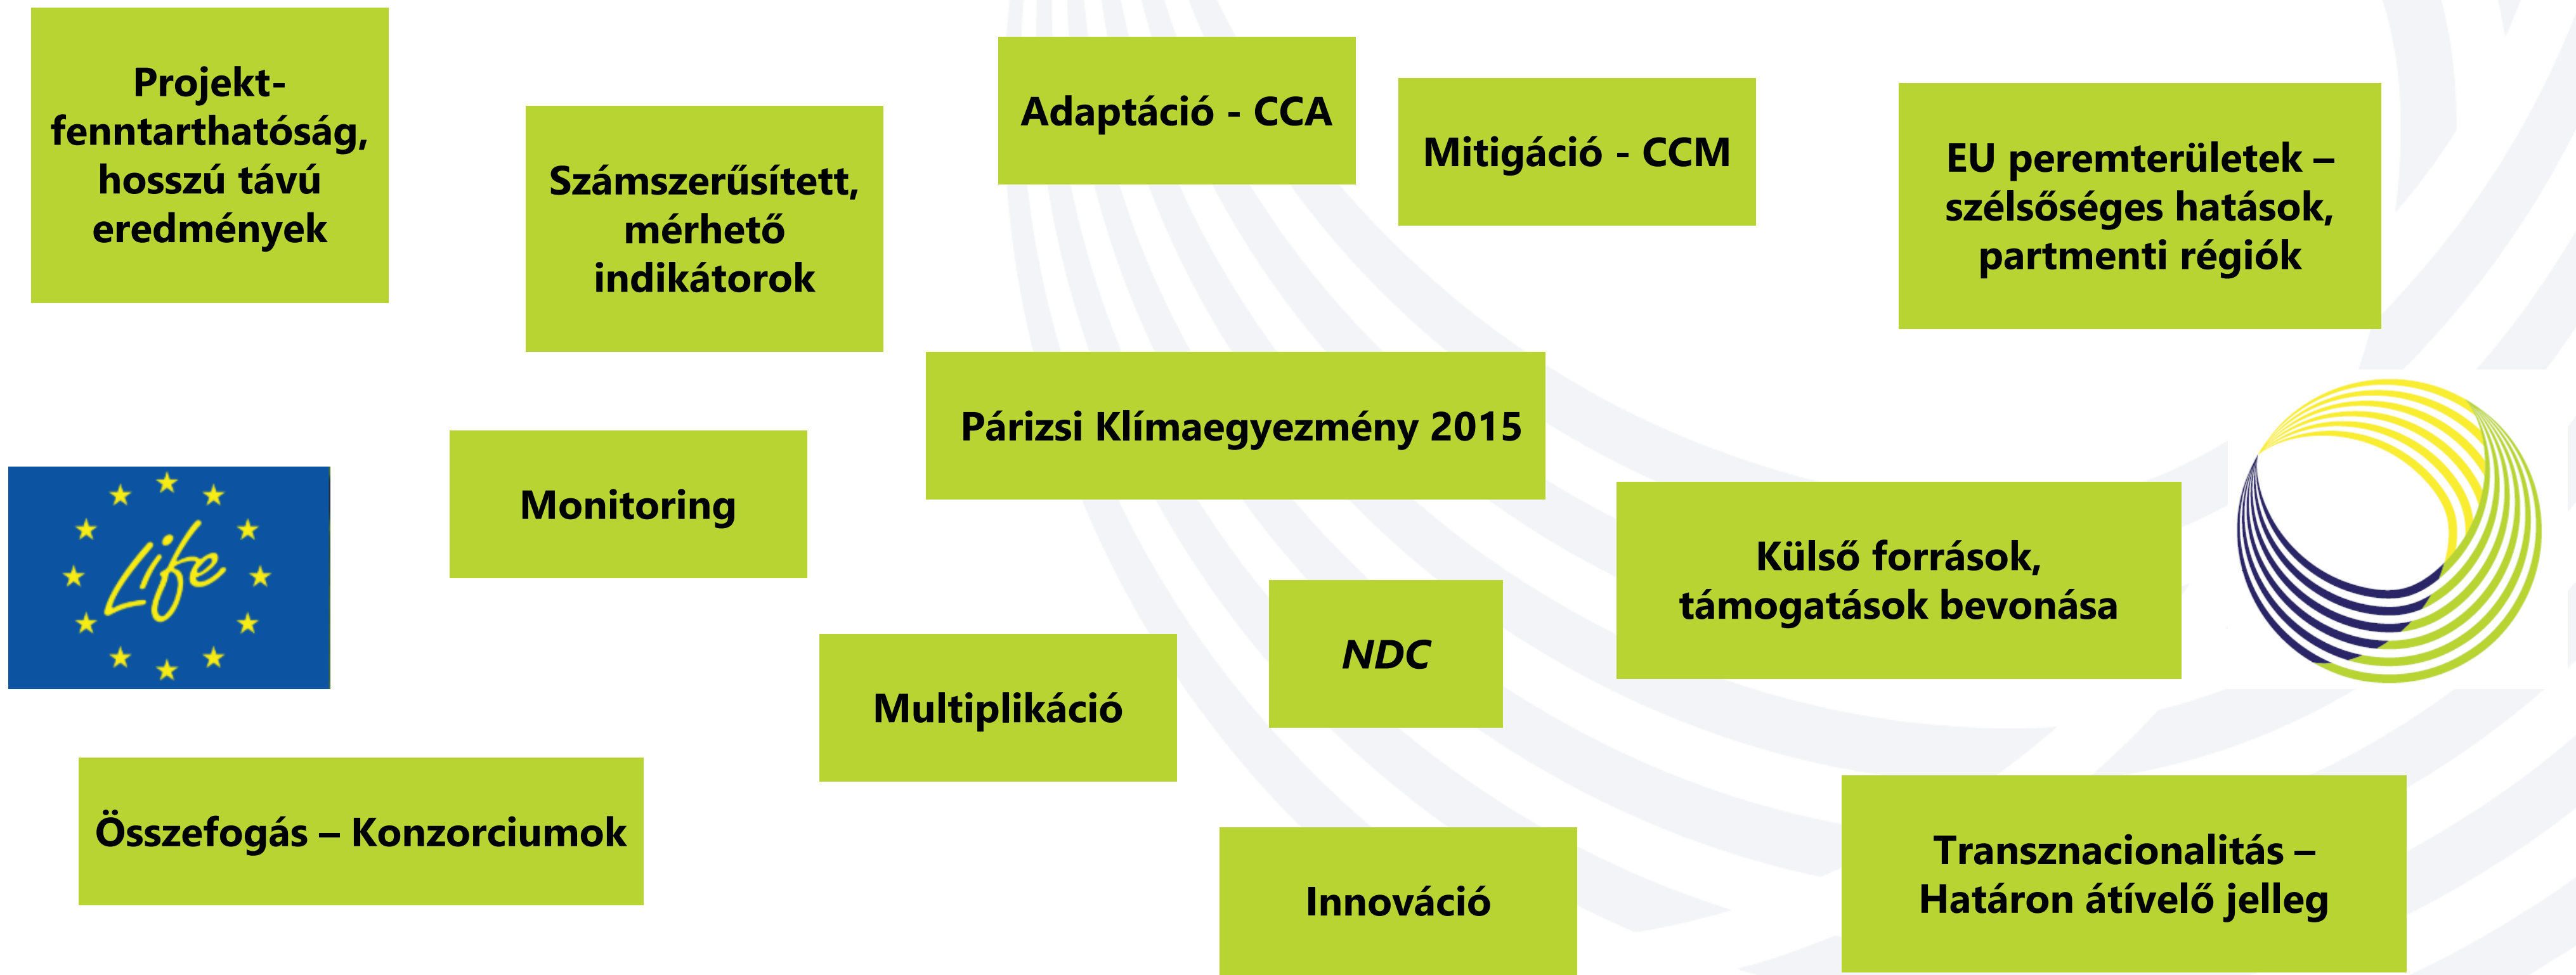 Projekt-
fenntarthatóság,
hosszú távú
eredmények
Számszerűsített,
mérhető
indikátorok
Adaptáció - CCA
Mitigáció - CCM
EU peremterületek –
szélsőséges hatások,
partmenti régiók
Párizsi Klímaegyezmény 2015
Monitoring
Life
Külső források,
támogatások bevonása
NDC
Multiplikáció
Összefogás – Konzorciumok
Innováció
Transznacionalitás –
Határon átívelő jelleg